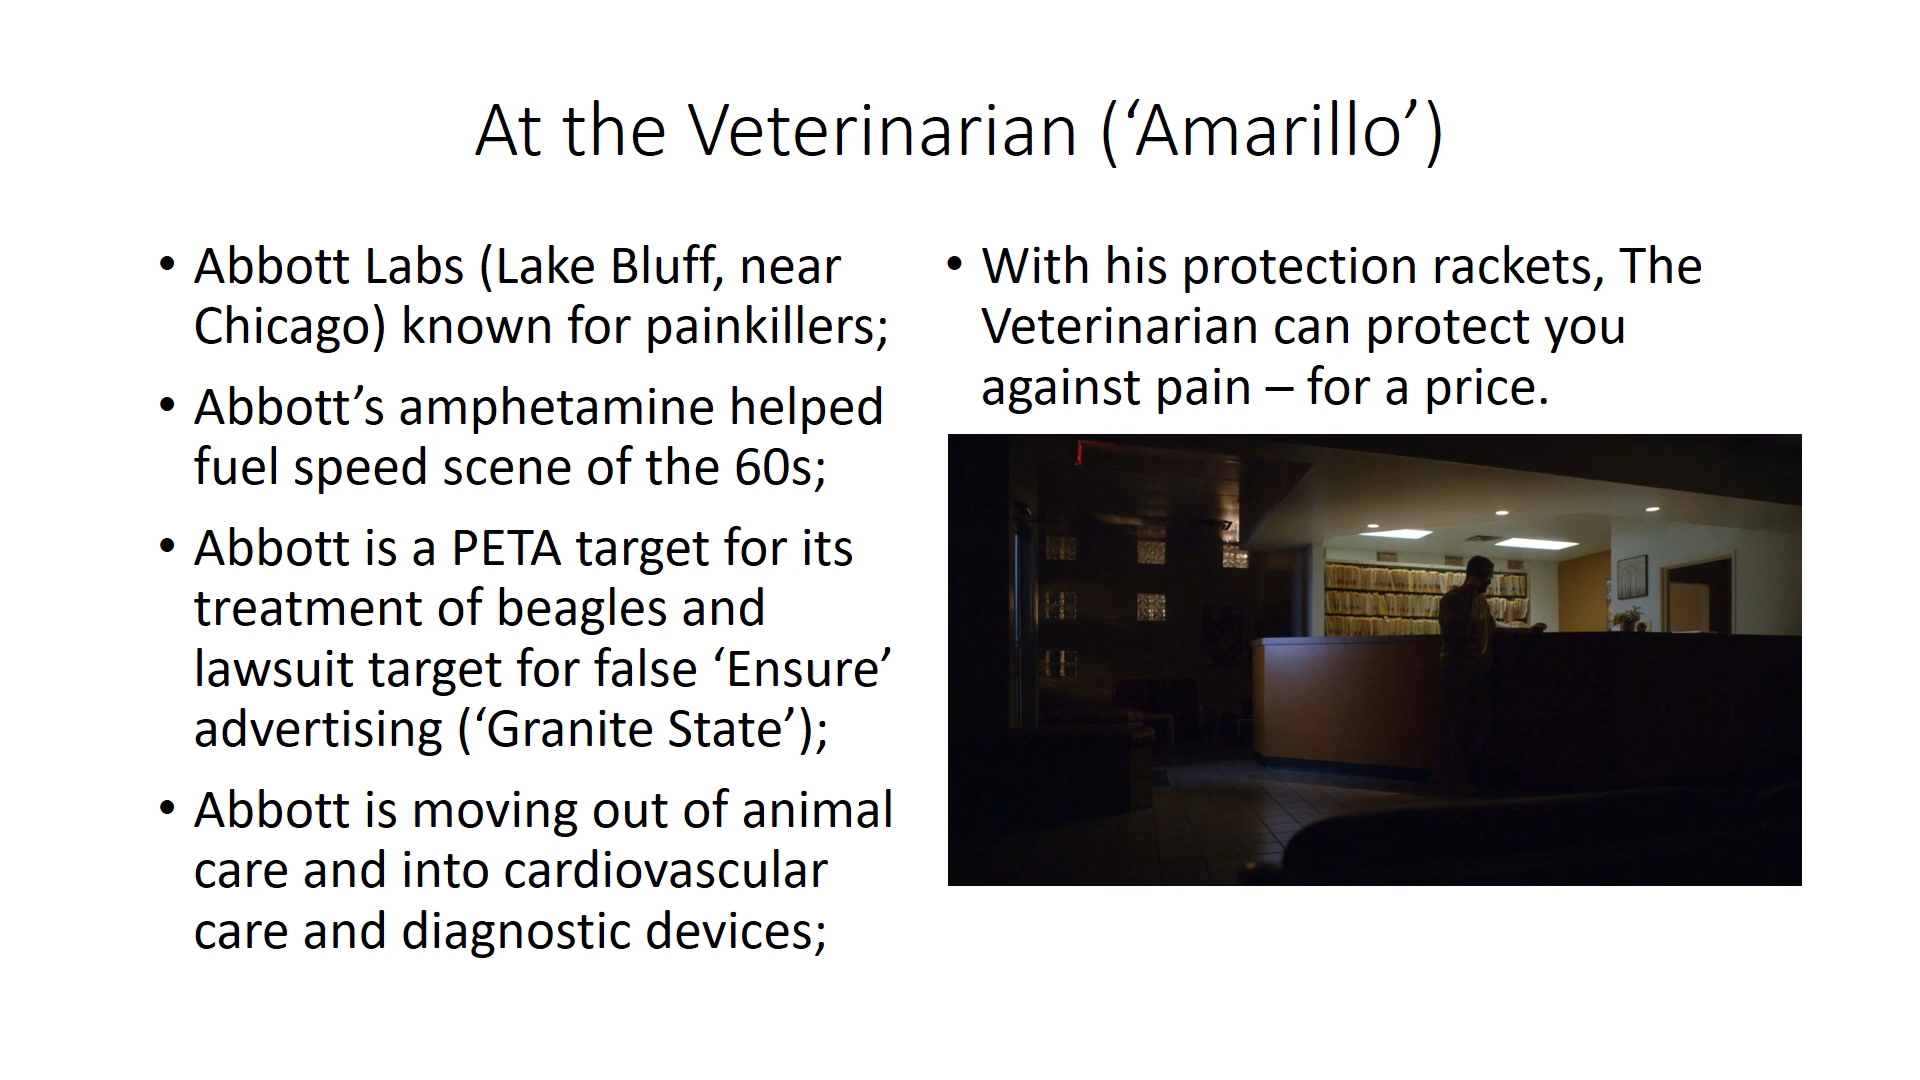 At the Veterinarian (‘Amarillo’)
• Abbott Labs (Lake Bluff, near
Chicago) known for painkillers;
• Abbott’s amphetamine helped
fuel speed scene of the 60s;
• Abbott is a PETA target for its
treatment of beagles and
lawsuit target for false ‘Ensure’
advertising (‘Granite State’);
• Abbott is moving out of animal
care and into cardiovascular
care and diagnostic devices;
• With his protection rackets, The
Veterinarian can protect you
against pain – for a price.